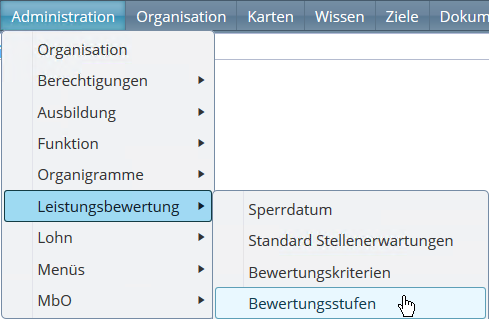 Administration Organisation Karten Wissen Ziele Dokum
Organisation
Berechtigungen
Ausbildung
Funktion
Organigramme
Leistungsbewertung
Lohn
Menüs
MbO
Sperrdatum
Standard Stellenerwartungen
Bewertungskriterien
Bewertungsstufen